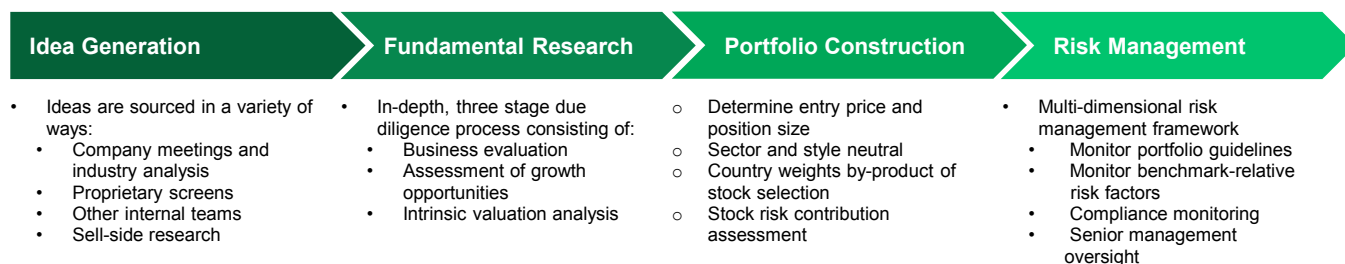 Idea Generation
• Ideas are sourced in a variety of
ways:
• Company meetings and
industry analysis
• Proprietary screens
• Other internal teams
• Sell-side research
Fundamental Research
• In-depth, three stage due
diligence process consisting of:
• Business evaluation
• Assessment of growth
opportunities
• Intrinsic valuation analysis
Portfolio Construction
o Determine entry price and
position size
o Sector and style neutral
o Country weights by-product of
stock selection
o Stock risk contribution
assessment
Risk Management
• Multi-dimensional risk
management framework
• Monitor portfolio guidelines
• Monitor benchmark-relative
risk factors
• Compliance monitoring
• Senior management
oversight